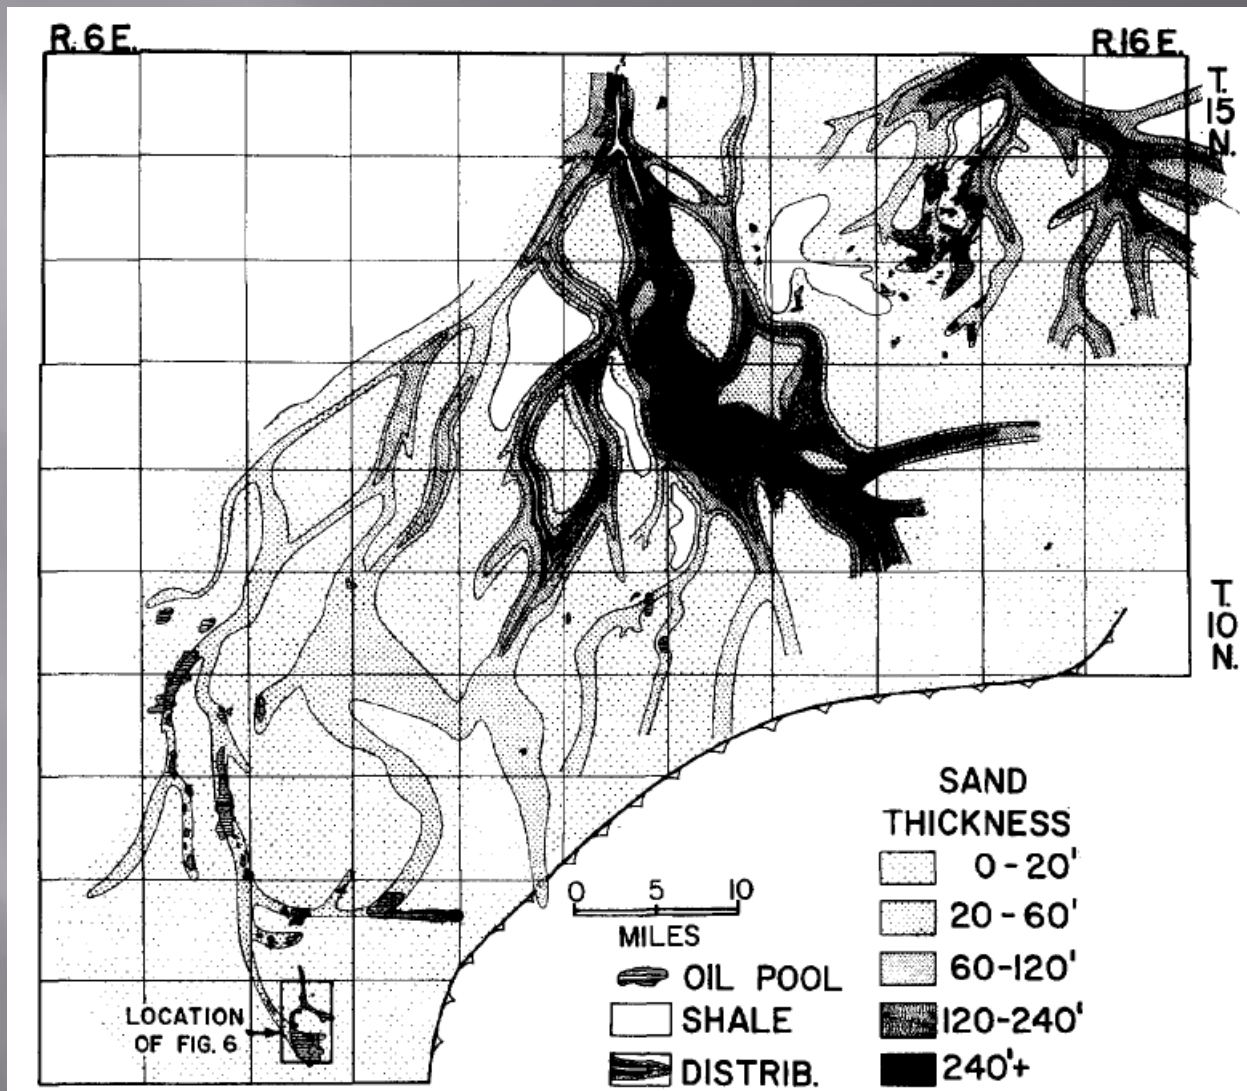 R. 6 E.
R. 16 E.
T.
15
N.
T.
10
N.
SAND
THICKNESS
0 - 20'
20 - 60'
60-120'
120-240'
240'+
0 5 10
MILES
OIL POOL
SHALE
DISTRIB.
LOCATION
OF FIG. 6